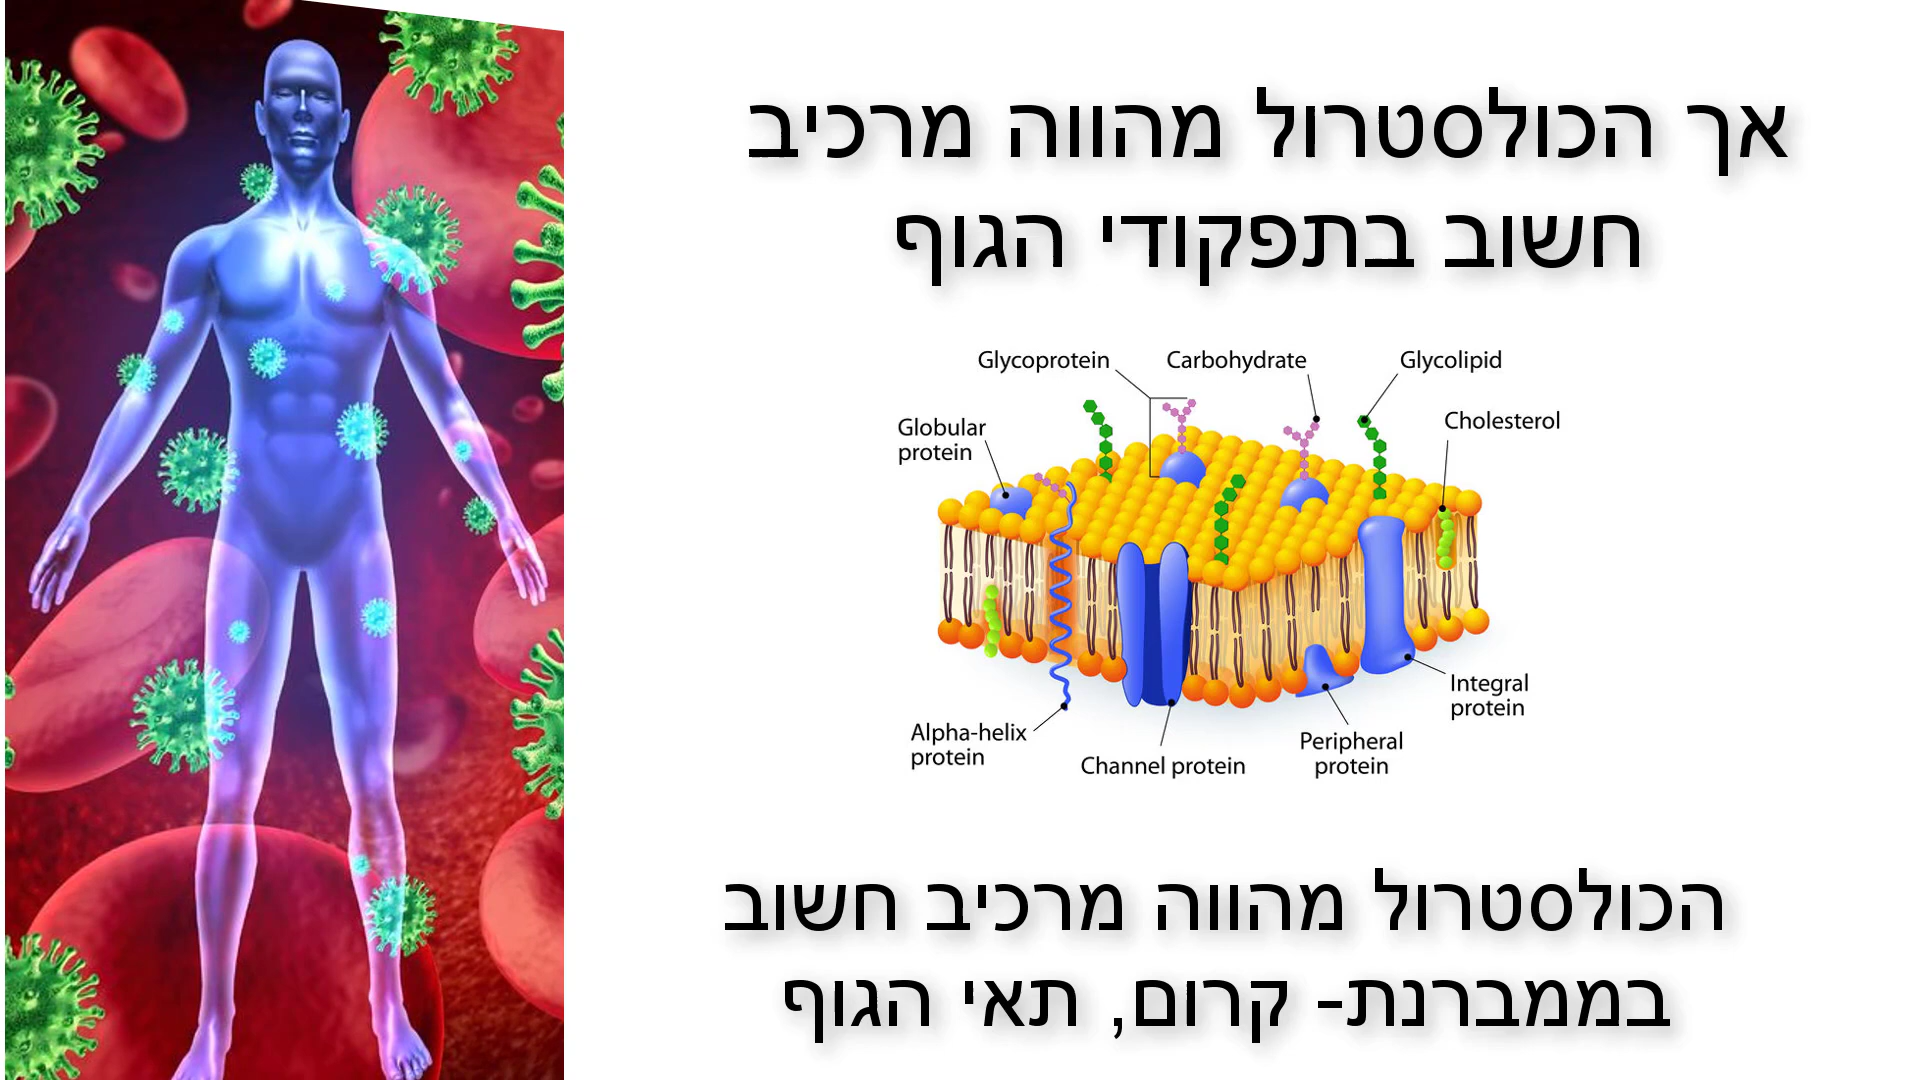 אך הכולסטרול מהווה מרכיב
חשוב בתפקודי הגוף
Glycoprotein
Carbohydrate
Glycolipid
Globular
protein
Cholesterol
Integral
protein
Alpha-helix
protein
Channel protein
Peripheral
protein
הכולסטרול מהווה מרכיב חשוב
בממברנת- קרום, תאי הגוף